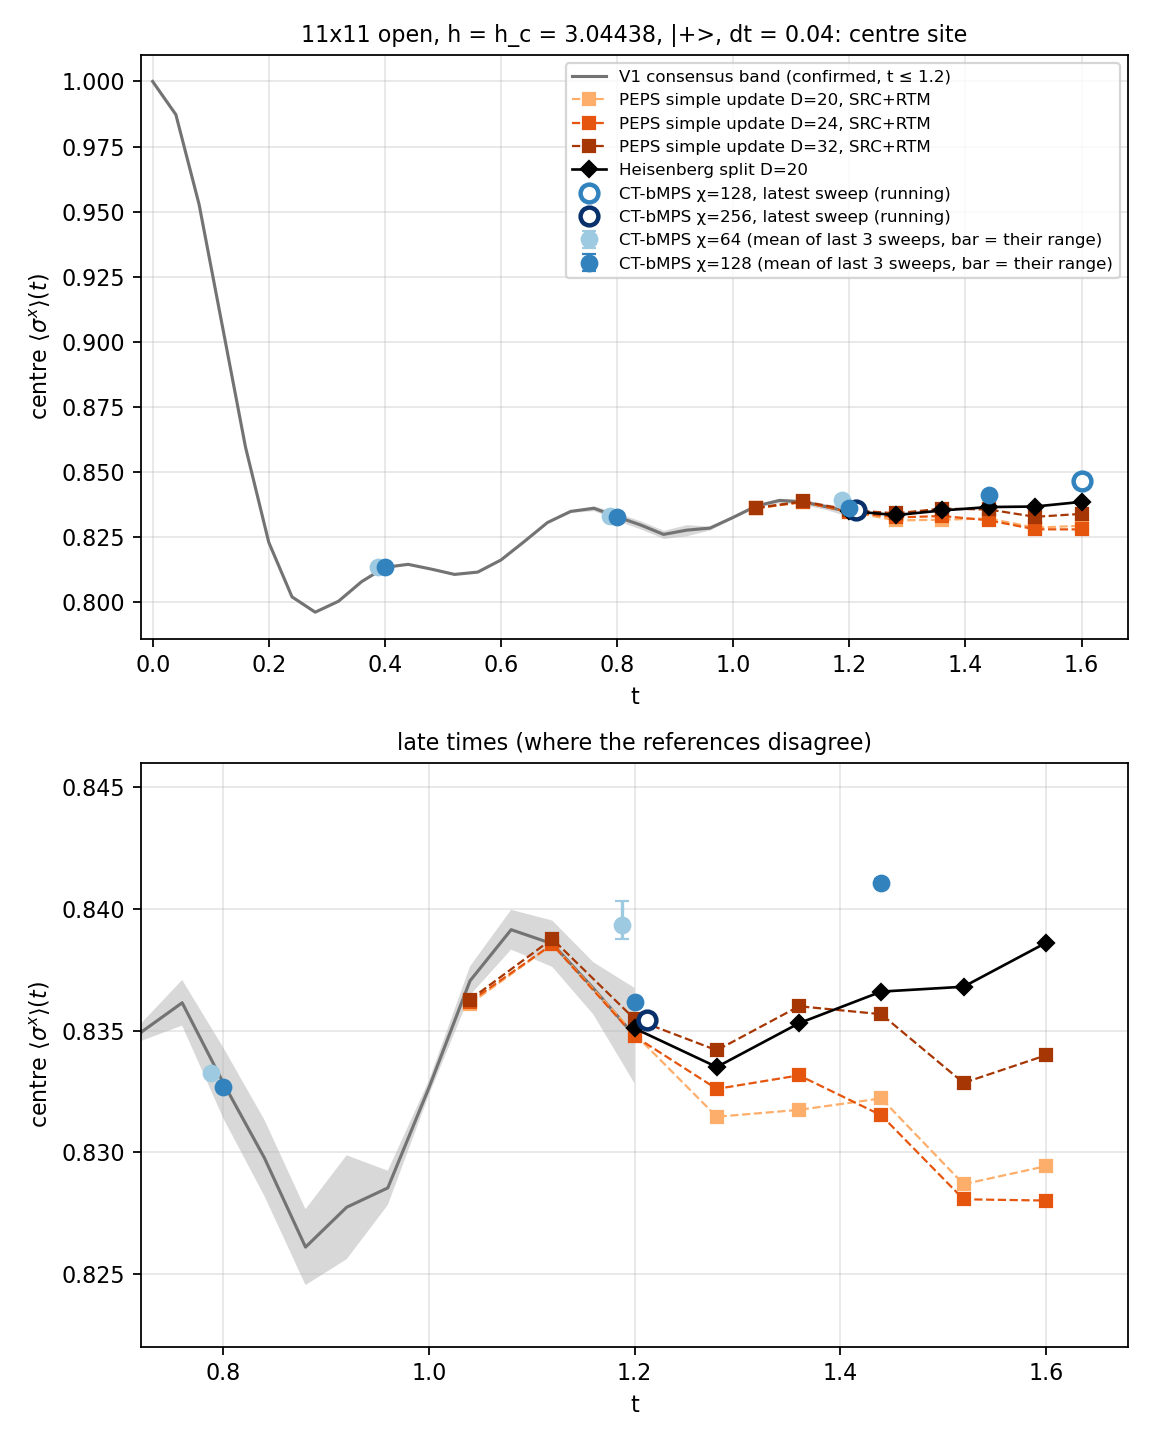 11x11 open, h = h_c = 3.04438, |+>, dt = 0.04: centre site
V1 consensus band (confirmed, t ≤ 1.2)
PEPS simple update D=20, SRC+RTM
PEPS simple update D=24, SRC+RTM
PEPS simple update D=32, SRC+RTM
Heisenberg split D=20
CT-bMPS χ=128, latest sweep (running)
CT-bMPS χ=256, latest sweep (running)
CT-bMPS χ=64 (mean of last 3 sweeps, bar = their range)
CT-bMPS χ=128 (mean of last 3 sweeps, bar = their range)
centre ⟨σˣ⟩(t)
1.000
0.975
0.950
0.925
0.900
0.875
0.850
0.825
0.800
0.0 0.2 0.4 0.6 0.8 1.0 1.2 1.4 1.6
t
late times (where the references disagree)
centre ⟨σˣ⟩(t)
0.845
0.840
0.835
0.830
0.825
0.8 1.0 1.2 1.4 1.6
t